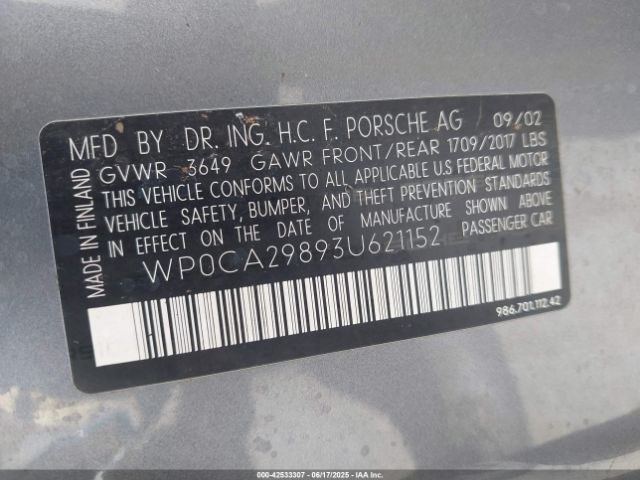 MFD BY DR. ING. H.C. F. PORSCHE AG 09/02
GVWR 3649 GAWR FRONT/REAR 1709/2017 LBS
THIS VEHICLE CONFORMS TO ALL APPLICABLE U.S FEDERAL MOTOR
VEHICLE SAFETY, BUMPER, AND THEFT PREVENTION STANDARDS
IN EFFECT ON THE DATE OF MANUFACTURE SHOWN ABOVE
WP0CA29893U621152 PASSENGER CAR
MADE IN FINLAND
986.701.112.42
000-42533307 - 06/17/2025 - IAAI.COM